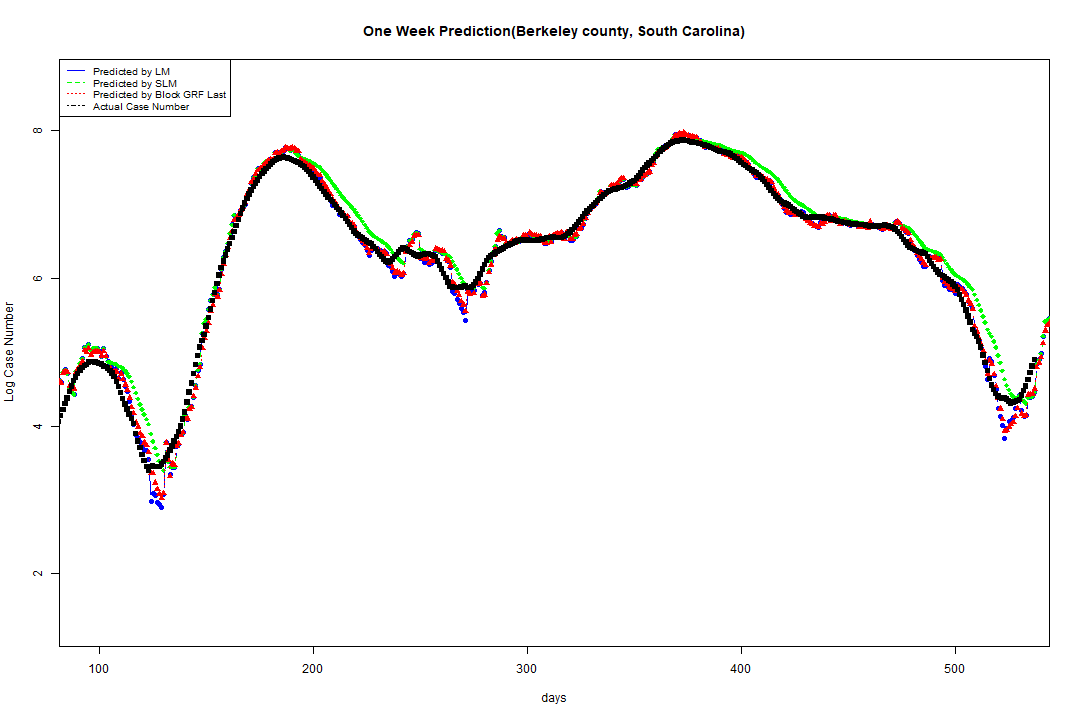 One Week Prediction(Berkeley county, South Carolina)
Predicted by LM
Predicted by SLM
Predicted by Block GRF Last
Actual Case Number
8
6
4
2
Log Case Number
100 200 300 400 500
days